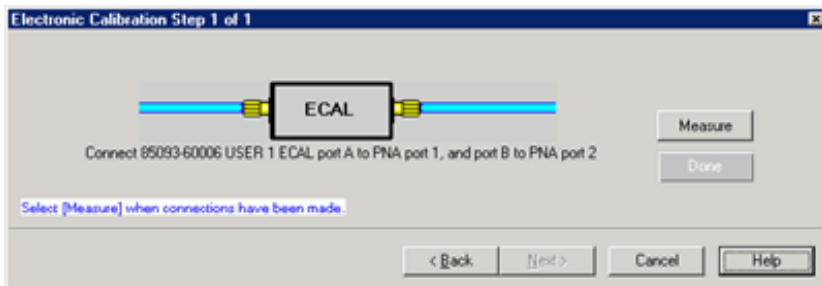 Electronic Calibration Step 1 of 1
ECAL
Connect 85093-60006 USER 1 ECAL port A to PNA port 1, and port B to PNA port 2
Measure
Done
Select [Measure] when connections have been made.
< Back
Next >
Cancel
Help